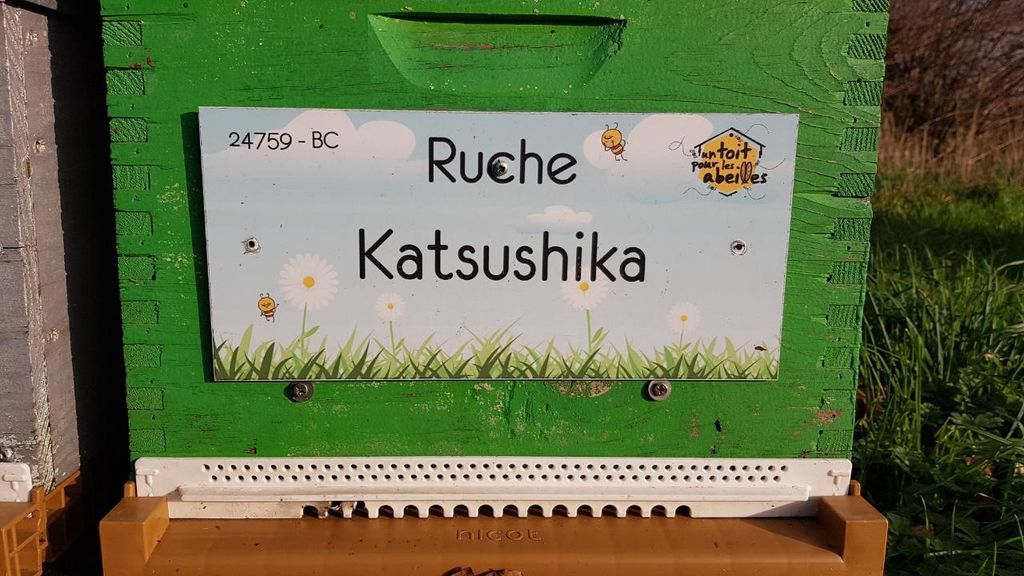 24759 - BC
Ruche
Katsushika
un toit
pour les
abeilles
nicot